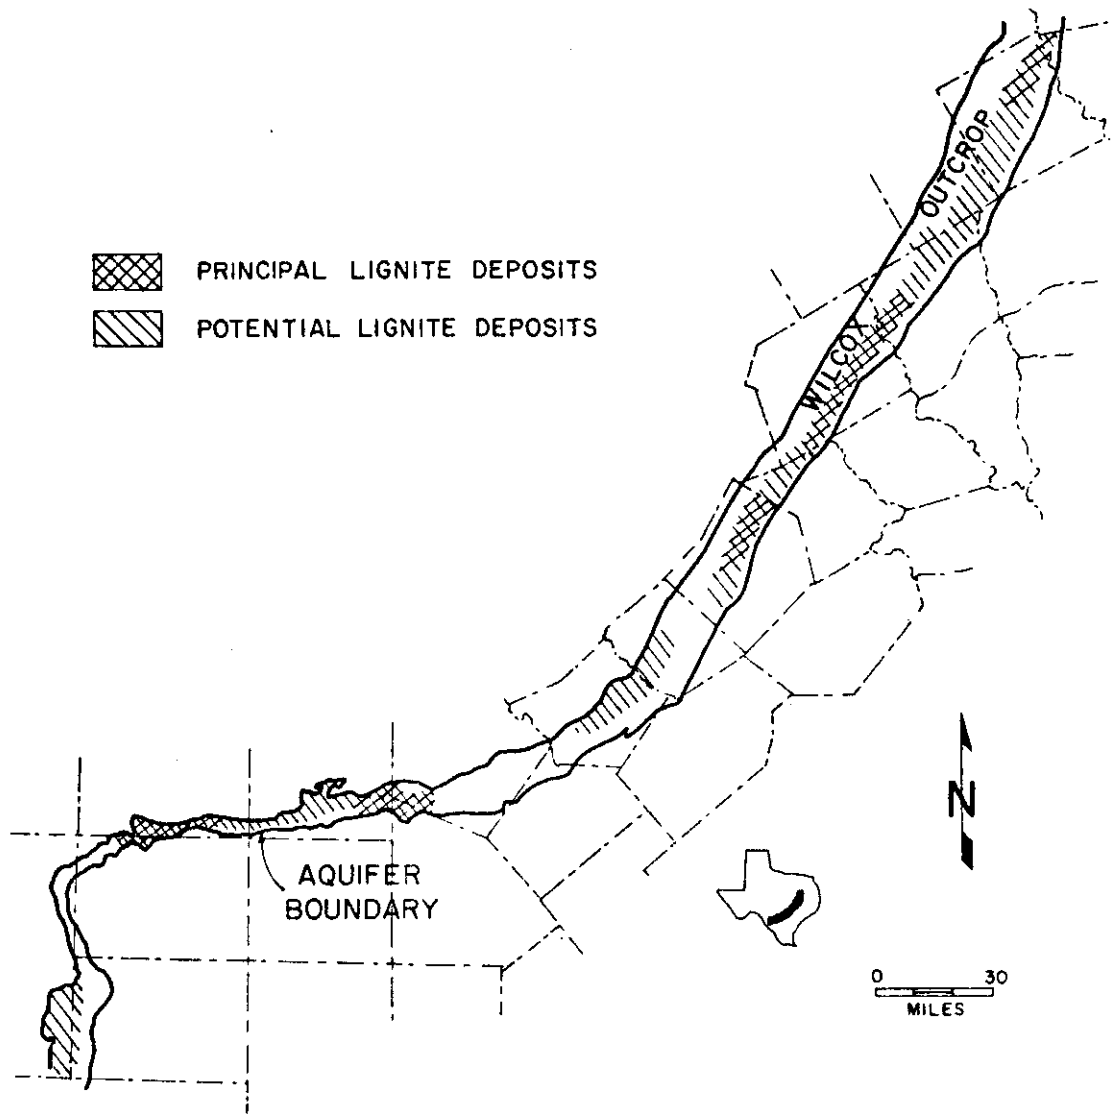 OUTCROP
WILCOX
PRINCIPAL LIGNITE DEPOSITS
POTENTIAL LIGNITE DEPOSITS
AQUIFER
BOUNDARY
N
0 30
MILES